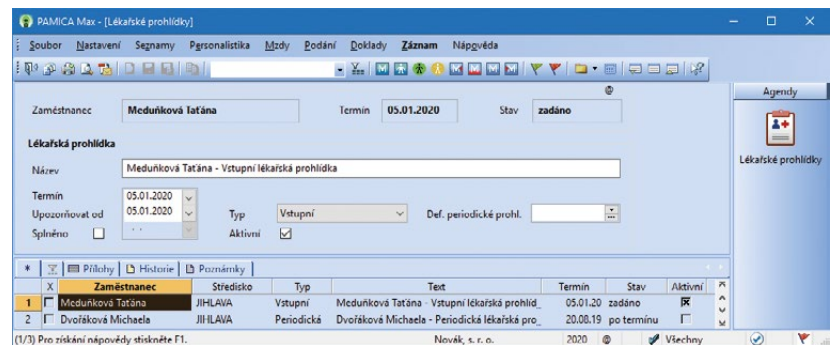 PAMICA Max - [Lékařské prohlídky]
Soubor Nastavení Seznamy Personalistika Mzdy Podání Doklady Záznam Nápověda
@ Agendy
Zaměstnanec Meduňková Taťána Termín 05.01.2020 Stav zadáno
Lékařská prohlídka
Lékařské prohlídky
Název Meduňková Taťána - Vstupní lékařská prohlídka
Termín 05.01.2020
Upozorňovat od 05.01.2020 Typ Vstupní Def. periodické prohl.
Splněno Aktivní
* Přílohy Historie Poznámky
X Zaměstnanec Středisko Typ Text Termín Stav Aktivní
1 Meduňková Taťána JIHLAVA Vstupní Meduňková Taťána - Vstupní lékařská prohlíd_ 05.01.20 zadáno
2 Dvořáková Michaela JIHLAVA Periodická Dvořáková Michaela - Periodická lékařská pro_ 20.08.19 po termínu
(1/3) Pro získání nápovědy stiskněte F1. Novák, s. r. o. 2020 @ Všechny